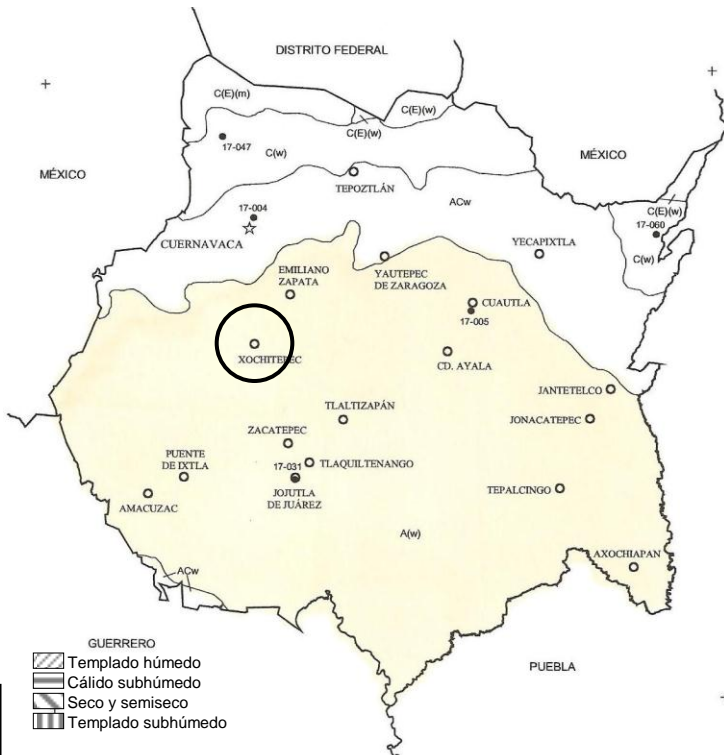 DISTRITO FEDERAL
C(E)(m)
C(E)(w)
C(E)(w)
17-047
C(w)
MÉXICO
MÉXICO
TEPOZTLÁN
17-004
ACw
C(E)(w)
17-060
CUERNAVACA
YECAPIXTLA
C(w)
EMILIANO
ZAPATA
YAUTEPEC
DE ZARAGOZA
CUAUTLA
17-005
XOCHITEPEC
CD. AYALA
JANTETELCO
TLALTIZAPÁN
JONACATEPEC
ZACATEPEC
PUENTE
DE IXTLA
17-031
TLAQUILTENANGO
JOJUTLA
DE JUÁREZ
TEPALCINGO
AMACUZAC
A(w)
AXOCHIAPAN
ACw
GUERRERO
PUEBLA
Templado húmedo
Cálido subhúmedo
Seco y semiseco
Templado subhúmedo